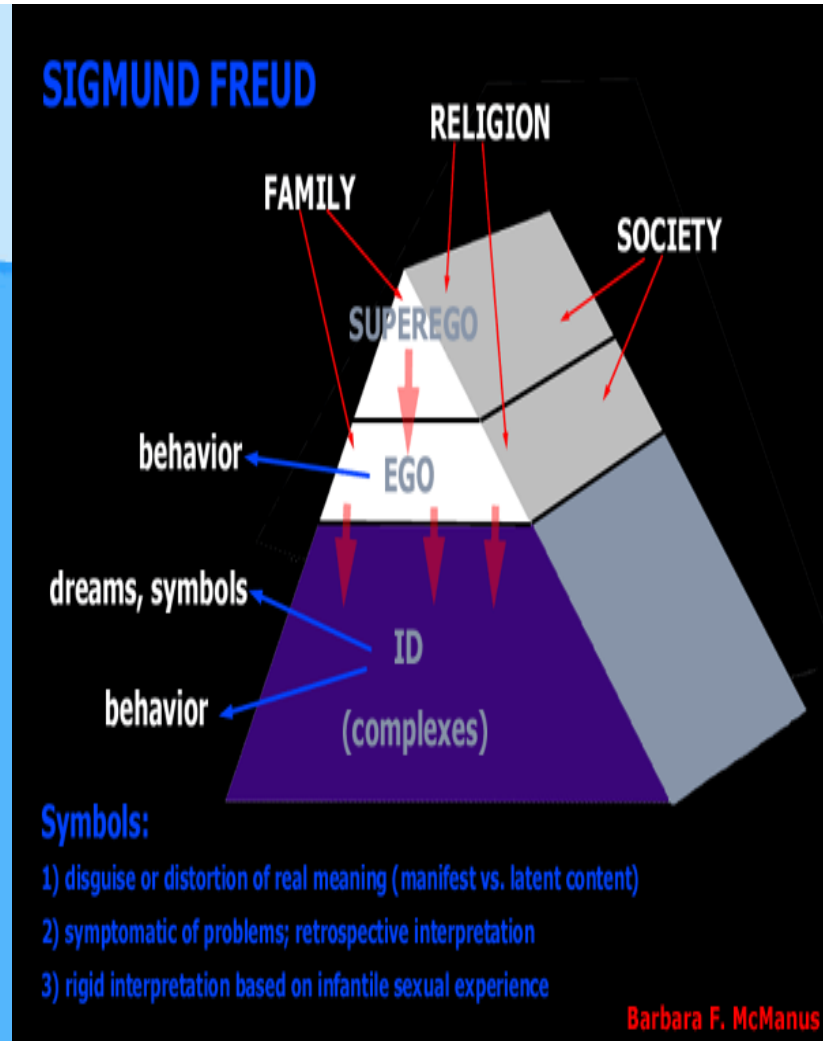 SIGMUND FREUD
RELIGION
FAMILY
SOCIETY
SUPEREGO
behavior
EGO
dreams, symbols
ID
behavior
(complexes)
Symbols:
1) disguise or distortion of real meaning (manifest vs. latent content)
2) symptomatic of problems; retrospective interpretation
3) rigid interpretation based on infantile sexual experience
Barbara F. McManus